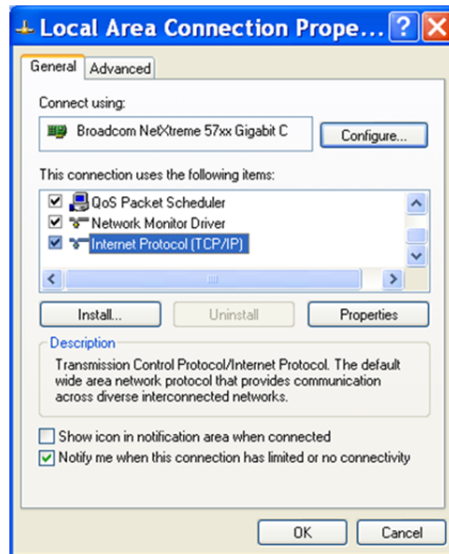 Local Area Connection Prope...
General
Advanced
Connect using:
Broadcom NetXtreme 57xx Gigabit C
Configure...
This connection uses the following items:
QoS Packet Scheduler
Network Monitor Driver
Internet Protocol (TCP/IP)
Install...
Uninstall
Properties
Description
Transmission Control Protocol/Internet Protocol. The default
wide area network protocol that provides communication
across diverse interconnected networks.
Show icon in notification area when connected
Notify me when this connection has limited or no connectivity
OK
Cancel